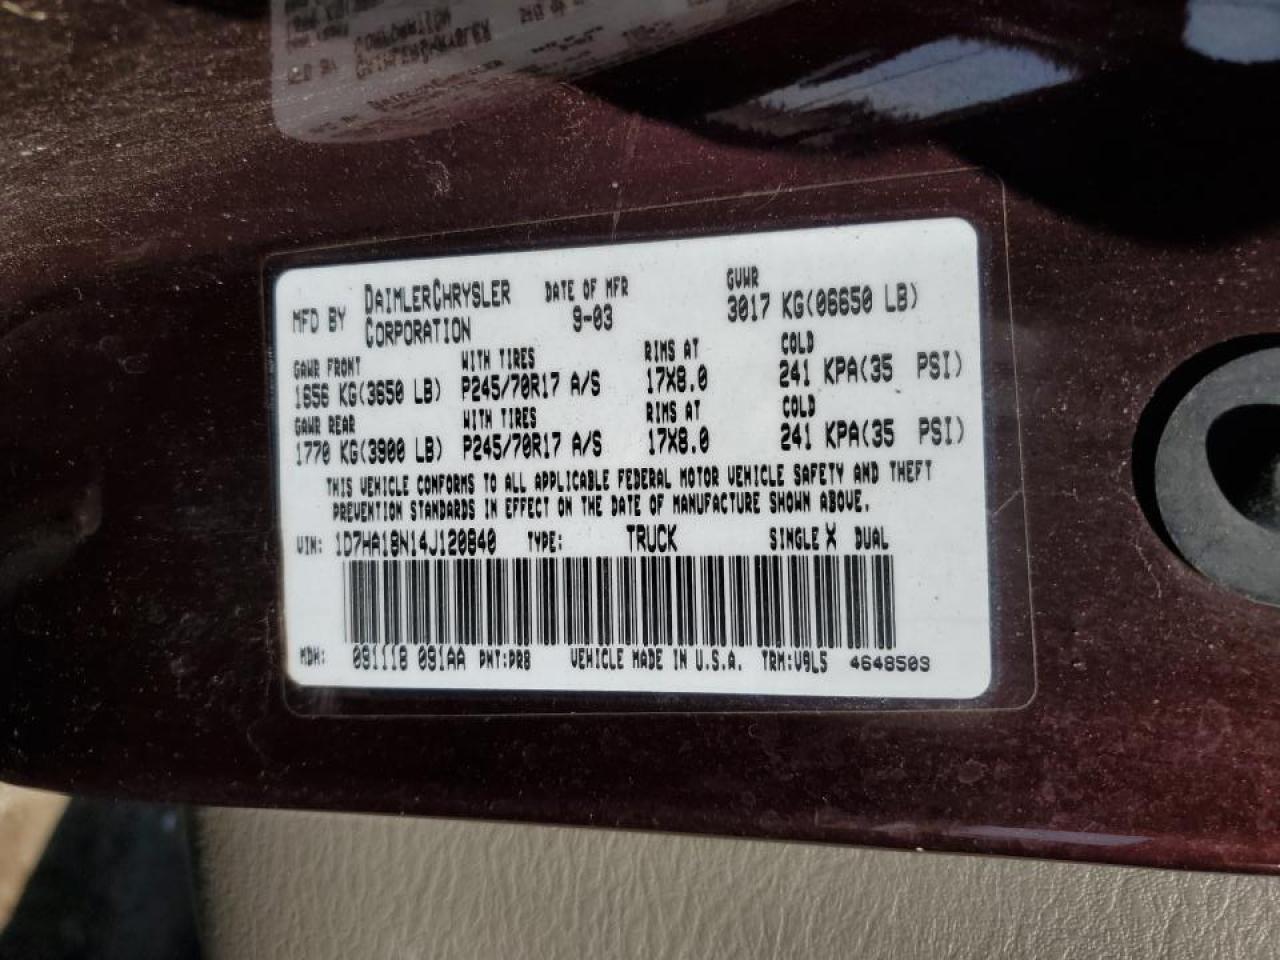 MFD BY DAIMLERCHRYSLER CORPORATION DATE OF MFR 9-03 GVWR 3017 KG(06650 LB)
GAWR FRONT WITH TIRES RIMS AT COLD
1656 KG(3650 LB) P245/70R17 A/S 17X8.0 241 KPA(35 PSI)
GAWR REAR WITH TIRES RIMS AT COLD
1770 KG(3900 LB) P245/70R17 A/S 17X8.0 241 KPA(35 PSI)
THIS VEHICLE CONFORMS TO ALL APPLICABLE FEDERAL MOTOR VEHICLE SAFETY AND THEFT
PREVENTION STANDARDS IN EFFECT ON THE DATE OF MANUFACTURE SHOWN ABOVE.
VIN: 1D7HA18N14J120840 TYPE: TRUCK SINGLE X DUAL
MDH: 091118 091AA PNT:PR8 VEHICLE MADE IN U.S.A. TRM:V9L5 4648509